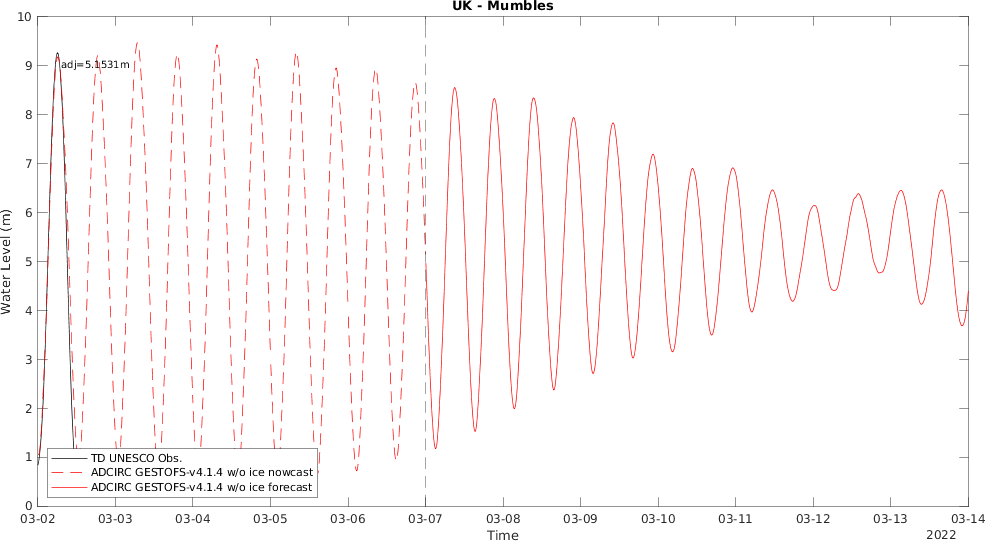 UK - Mumbles
10
9
8
7
6
5
4
3
2
1
0
Water Level (m)
adj=5.1531m
TD UNESCO Obs.
ADCIRC GESTOFS-v4.1.4 w/o ice nowcast
ADCIRC GESTOFS-v4.1.4 w/o ice forecast
03-02 03-03 03-04 03-05 03-06 03-07 03-08 03-09 03-10 03-11 03-12 03-13 03-14
Time
2022